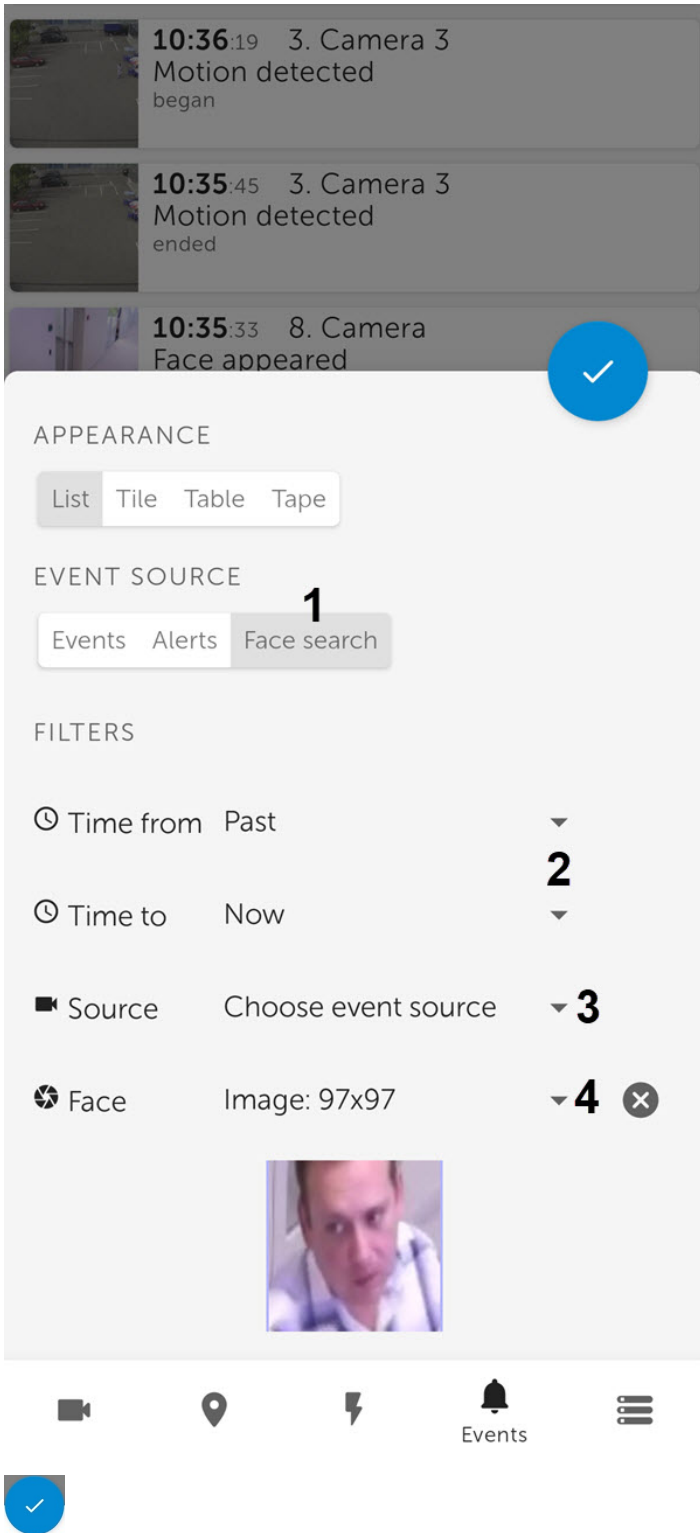 10:36:19 3. Camera 3
Motion detected
began
10:35:45 3. Camera 3
Motion detected
ended
10:35:33 8. Camera
Face appeared
APPEARANCE
List Tile Table Tape
EVENT SOURCE
1
Events Alerts Face search
FILTERS
Time from Past
2
Time to Now
Source Choose event source 3
Face Image: 97x97 4
Events